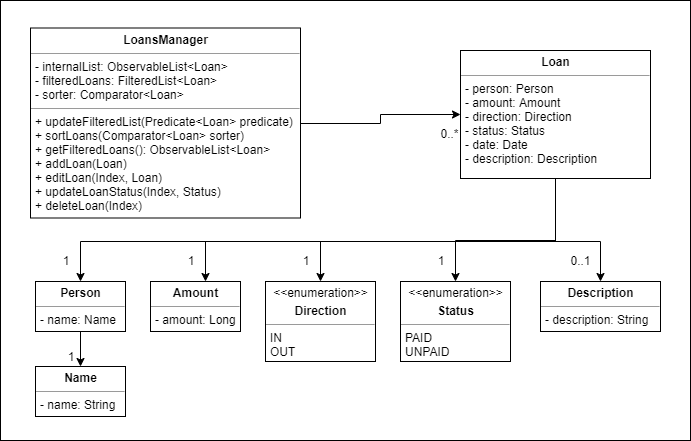 LoansManager
- internalList: ObservableList<Loan>
- filteredLoans: FilteredList<Loan>
- sorter: Comparator<Loan>
+ updateFilteredList(Predicate<Loan> predicate)
+ sortLoans(Comparator<Loan> sorter)
+ getFilteredLoans(): ObservableList<Loan>
+ addLoan(Loan)
+ editLoan(Index, Loan)
+ updateLoanStatus(Index, Status)
+ deleteLoan(Index)
0..*
Loan
- person: Person
- amount: Amount
- direction: Direction
- status: Status
- date: Date
- description: Description
1
1
1
1
0..1
Person
- name: Name
Amount
- amount: Long
<<enumeration>>
Direction
IN
OUT
<<enumeration>>
Status
PAID
UNPAID
Description
- description: String
1
Name
- name: String